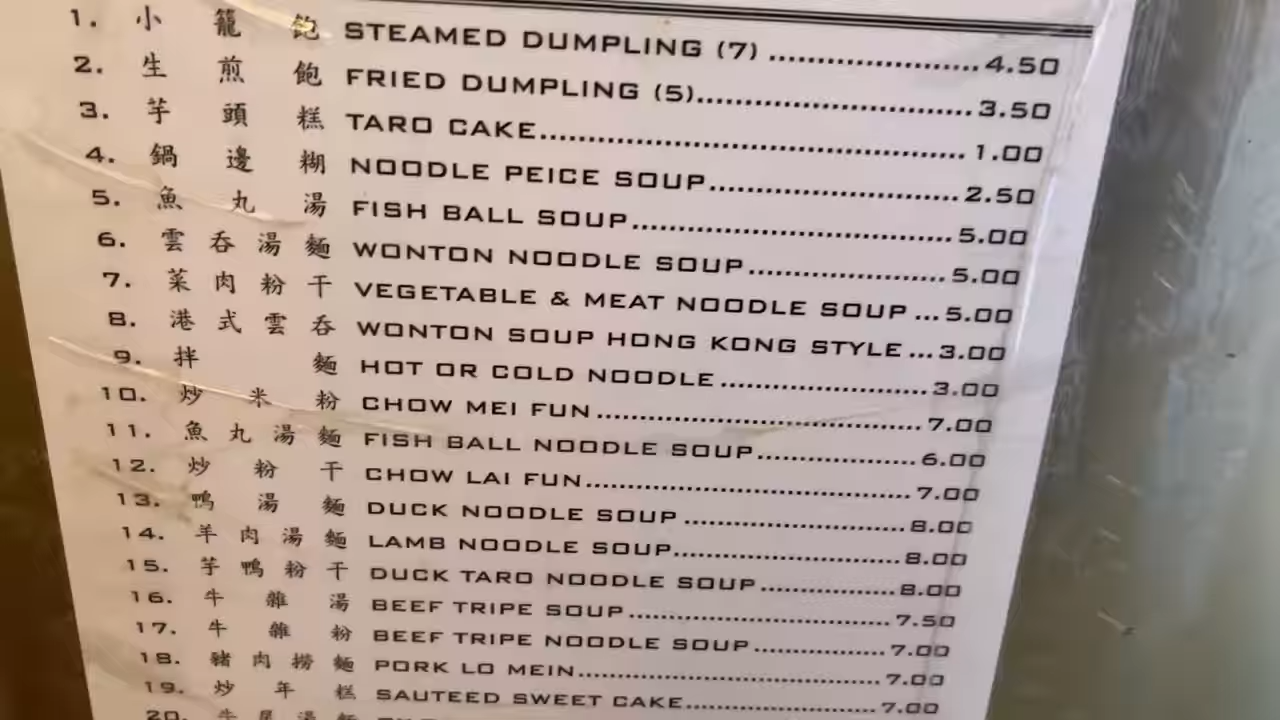 1. 小籠飽 STEAMED DUMPLING (7) ....................4.50
2. 生煎飽 FRIED DUMPLING (5)..........................3.50
3. 芋頭糕 TARO CAKE........................................1.00
4. 鍋邊糊 NOODLE PEICE SOUP.......................2.50
5. 魚丸湯 FISH BALL SOUP..............................5.00
6. 雲吞湯麵 WONTON NOODLE SOUP...................5.00
7. 菜肉粉干 VEGETABLE & MEAT NOODLE SOUP ...5.00
8. 港式雲吞 WONTON SOUP HONG KONG STYLE...3.00
9. 拌麵 HOT OR COLD NOODLE....................3.00
10. 炒米粉 CHOW MEI FUN................................7.00
11. 魚丸湯麵 FISH BALL NOODLE SOUP................6.00
12. 炒粉干 CHOW LAI FUN................................7.00
13. 鴨湯麵 DUCK NOODLE SOUP......................8.00
14. 羊肉湯麵 LAMB NOODLE SOUP.......................8.00
15. 芋鴨粉干 DUCK TARO NOODLE SOUP.............8.00
16. 牛雜湯 BEEF TRIPE SOUP..........................7.50
17. 牛雜粉 BEEF TRIPE NOODLE SOUP.............7.00
18. 豬肉撈麵 PORK LO MEIN..............................7.00
19. 炒年糕 SAUTEED SWEET CAKE..................7.00
20. 牛尾湯麵